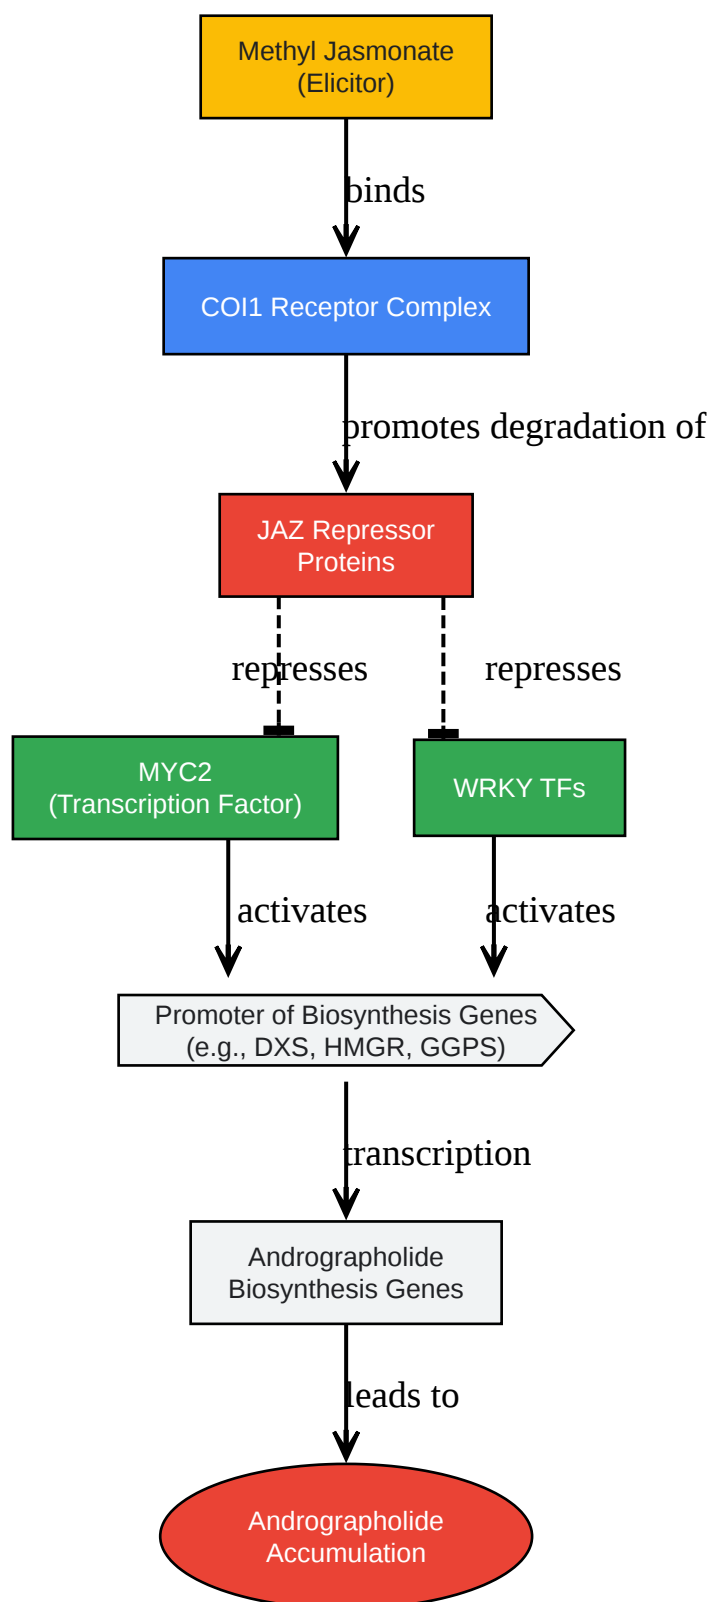 Methyl Jasmonate
(Elicitor)
binds
COI1 Receptor Complex
promotes degradation of
JAZ Repressor
Proteins
represses
represses
MYC2
(Transcription Factor)
WRKY TFs
activates
activates
Promoter of Biosynthesis Genes
(e.g., DXS, HMGR, GGPS)
transcription
Andrographolide
Biosynthesis Genes
leads to
Andrographolide
Accumulation